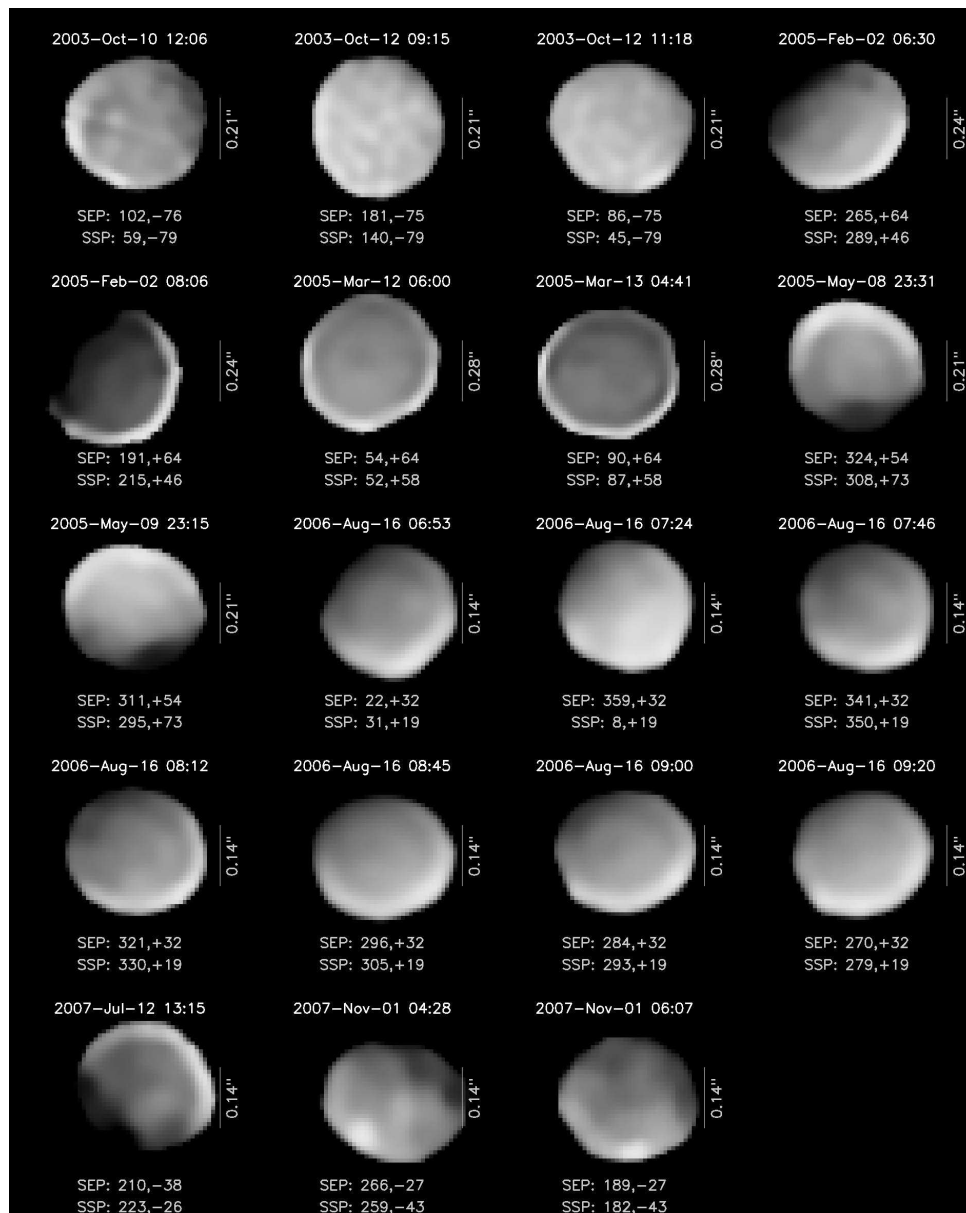 2003-Oct-10 12:06 2003-Oct-12 09:15 2003-Oct-12 11:18 2005-Feb-02 06:30
0.21" 0.21" 0.21" 0.24"
SEP: 102,-76 SEP: 181,-75 SEP: 86,-75 SEP: 265,+64
SSP: 59,-79 SSP: 140,-79 SSP: 45,-79 SSP: 289,+46
2005-Feb-02 08:06 2005-Mar-12 06:00 2005-Mar-13 04:41 2005-May-08 23:31
0.24" 0.28" 0.28" 0.21"
SEP: 191,+64 SEP: 54,+64 SEP: 90,+64 SEP: 324,+54
SSP: 215,+46 SSP: 52,+58 SSP: 87,+58 SSP: 308,+73
2005-May-09 23:15 2006-Aug-16 06:53 2006-Aug-16 07:24 2006-Aug-16 07:46
0.21" 0.14" 0.14" 0.14"
SEP: 311,+54 SEP: 22,+32 SEP: 359,+32 SEP: 341,+32
SSP: 295,+73 SSP: 31,+19 SSP: 8,+19 SSP: 350,+19
2006-Aug-16 08:12 2006-Aug-16 08:45 2006-Aug-16 09:00 2006-Aug-16 09:20
0.14" 0.14" 0.14" 0.14"
SEP: 321,+32 SEP: 296,+32 SEP: 284,+32 SEP: 270,+32
SSP: 330,+19 SSP: 305,+19 SSP: 293,+19 SSP: 279,+19
2007-Jul-12 13:15 2007-Nov-01 04:28 2007-Nov-01 06:07
0.14" 0.14" 0.14"
SEP: 210,-38 SEP: 266,-27 SEP: 189,-27
SSP: 223,-26 SSP: 259,-43 SSP: 182,-43